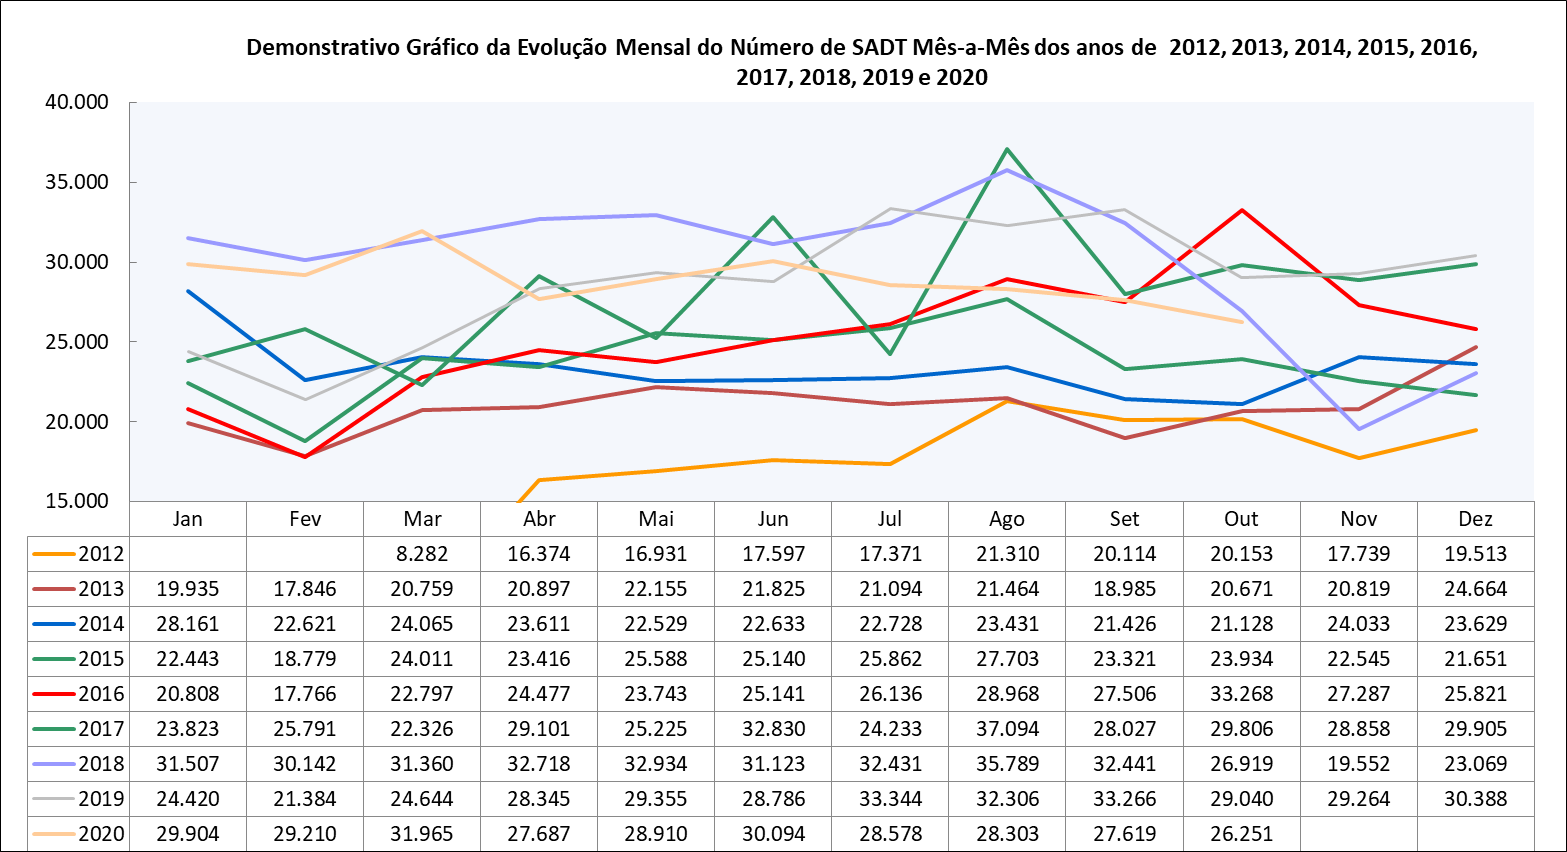 Demonstrativo Gráfico da Evolução Mensal do Número de SADT Mês-a-Mês dos anos de 2012, 2013, 2014, 2015, 2016,
2017, 2018, 2019 e 2020
40.000
35.000
30.000
25.000
20.000
15.000
Jan Fev Mar Abr Mai Jun Jul Ago Set Out Nov Dez
2012 8.282 16.374 16.931 17.597 17.371 21.310 20.114 20.153 17.739 19.513
2013 19.935 17.846 20.759 20.897 22.155 21.825 21.094 21.464 18.985 20.671 20.819 24.664
2014 28.161 22.621 24.065 23.611 22.529 22.633 22.728 23.431 21.426 21.128 24.033 23.629
2015 22.443 18.779 24.011 23.416 25.588 25.140 25.862 27.703 23.321 23.934 22.545 21.651
2016 20.808 17.766 22.797 24.477 23.743 25.141 26.136 28.968 27.506 33.268 27.287 25.821
2017 23.823 25.791 22.326 29.101 25.225 32.830 24.233 37.094 28.027 29.806 28.858 29.905
2018 31.507 30.142 31.360 32.718 32.934 31.123 32.431 35.789 32.441 26.919 19.552 23.069
2019 24.420 21.384 24.644 28.345 29.355 28.786 33.344 32.306 33.266 29.040 29.264 30.388
2020 29.904 29.210 31.965 27.687 28.910 30.094 28.578 28.303 27.619 26.251